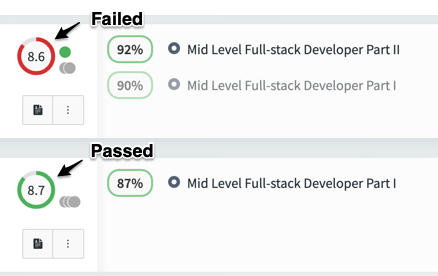 Failed
8.6
92% Mid Level Full-stack Developer Part II
90% Mid Level Full-stack Developer Part I
Passed
8.7
87% Mid Level Full-stack Developer Part I